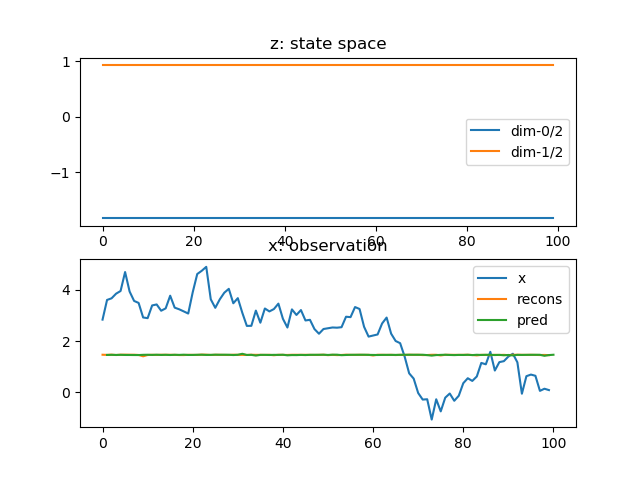 z: state space
1
0
−1
dim-0/2
dim-1/2
0 20 40 60 80 100
x: observation
4
2
0
x
recons
pred
0 20 40 60 80 100